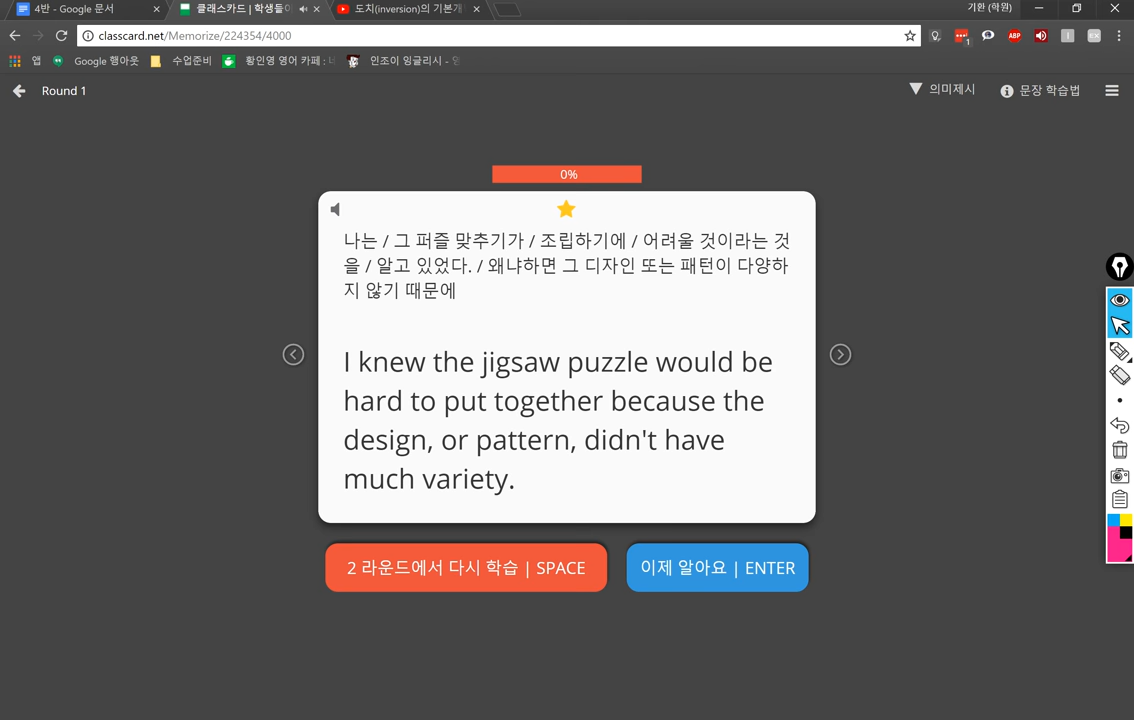 4반 - Google 문서
클래스카드 | 학생들이
도치(inversion)의 기본개
기환 (학원)
classcard.net/Memorize/224354/4000
ABP
1
앱
Google 행아웃
수업준비
황인영 영어 카페 : 네
인조이 잉글리시 -
Round 1
의미제시
문장 학습법
0%
나는 / 그 퍼즐 맞추기가 / 조립하기에 / 어려울 것이라는 것
을 / 알고 있었다. / 왜냐하면 그 디자인 또는 패턴이 다양하
지 않기 때문에
I knew the jigsaw puzzle would be
hard to put together because the
design, or pattern, didn't have
much variety.
2 라운드에서 다시 학습 | SPACE
이제 알아요 | ENTER